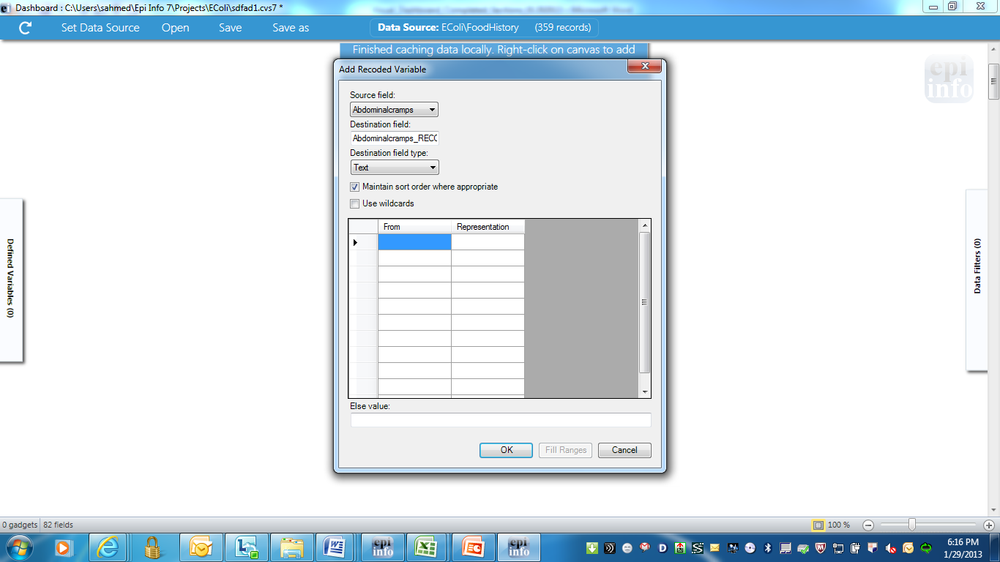 Dashboard : C:\Users\sahmed\Epi Info 7\Projects\EColi\sdfad1.cvs7 *
Set Data Source Open Save Save as Data Source: EColi\FoodHistory (359 records)
Finished caching data locally. Right-click on canvas to add
epi info
Add Recoded Variable
Source field:
Abdominalcramps
Destination field:
Abdominalcramps_RECO
Destination field type:
Text
Maintain sort order where appropriate
Use wildcards
From Representation
Else value:
OK Fill Ranges Cancel
Defined Variables (0)
Data Filters (0)
0 gadgets 82 fields 100 %
epi info
epi info
6:16 PM
1/29/2013